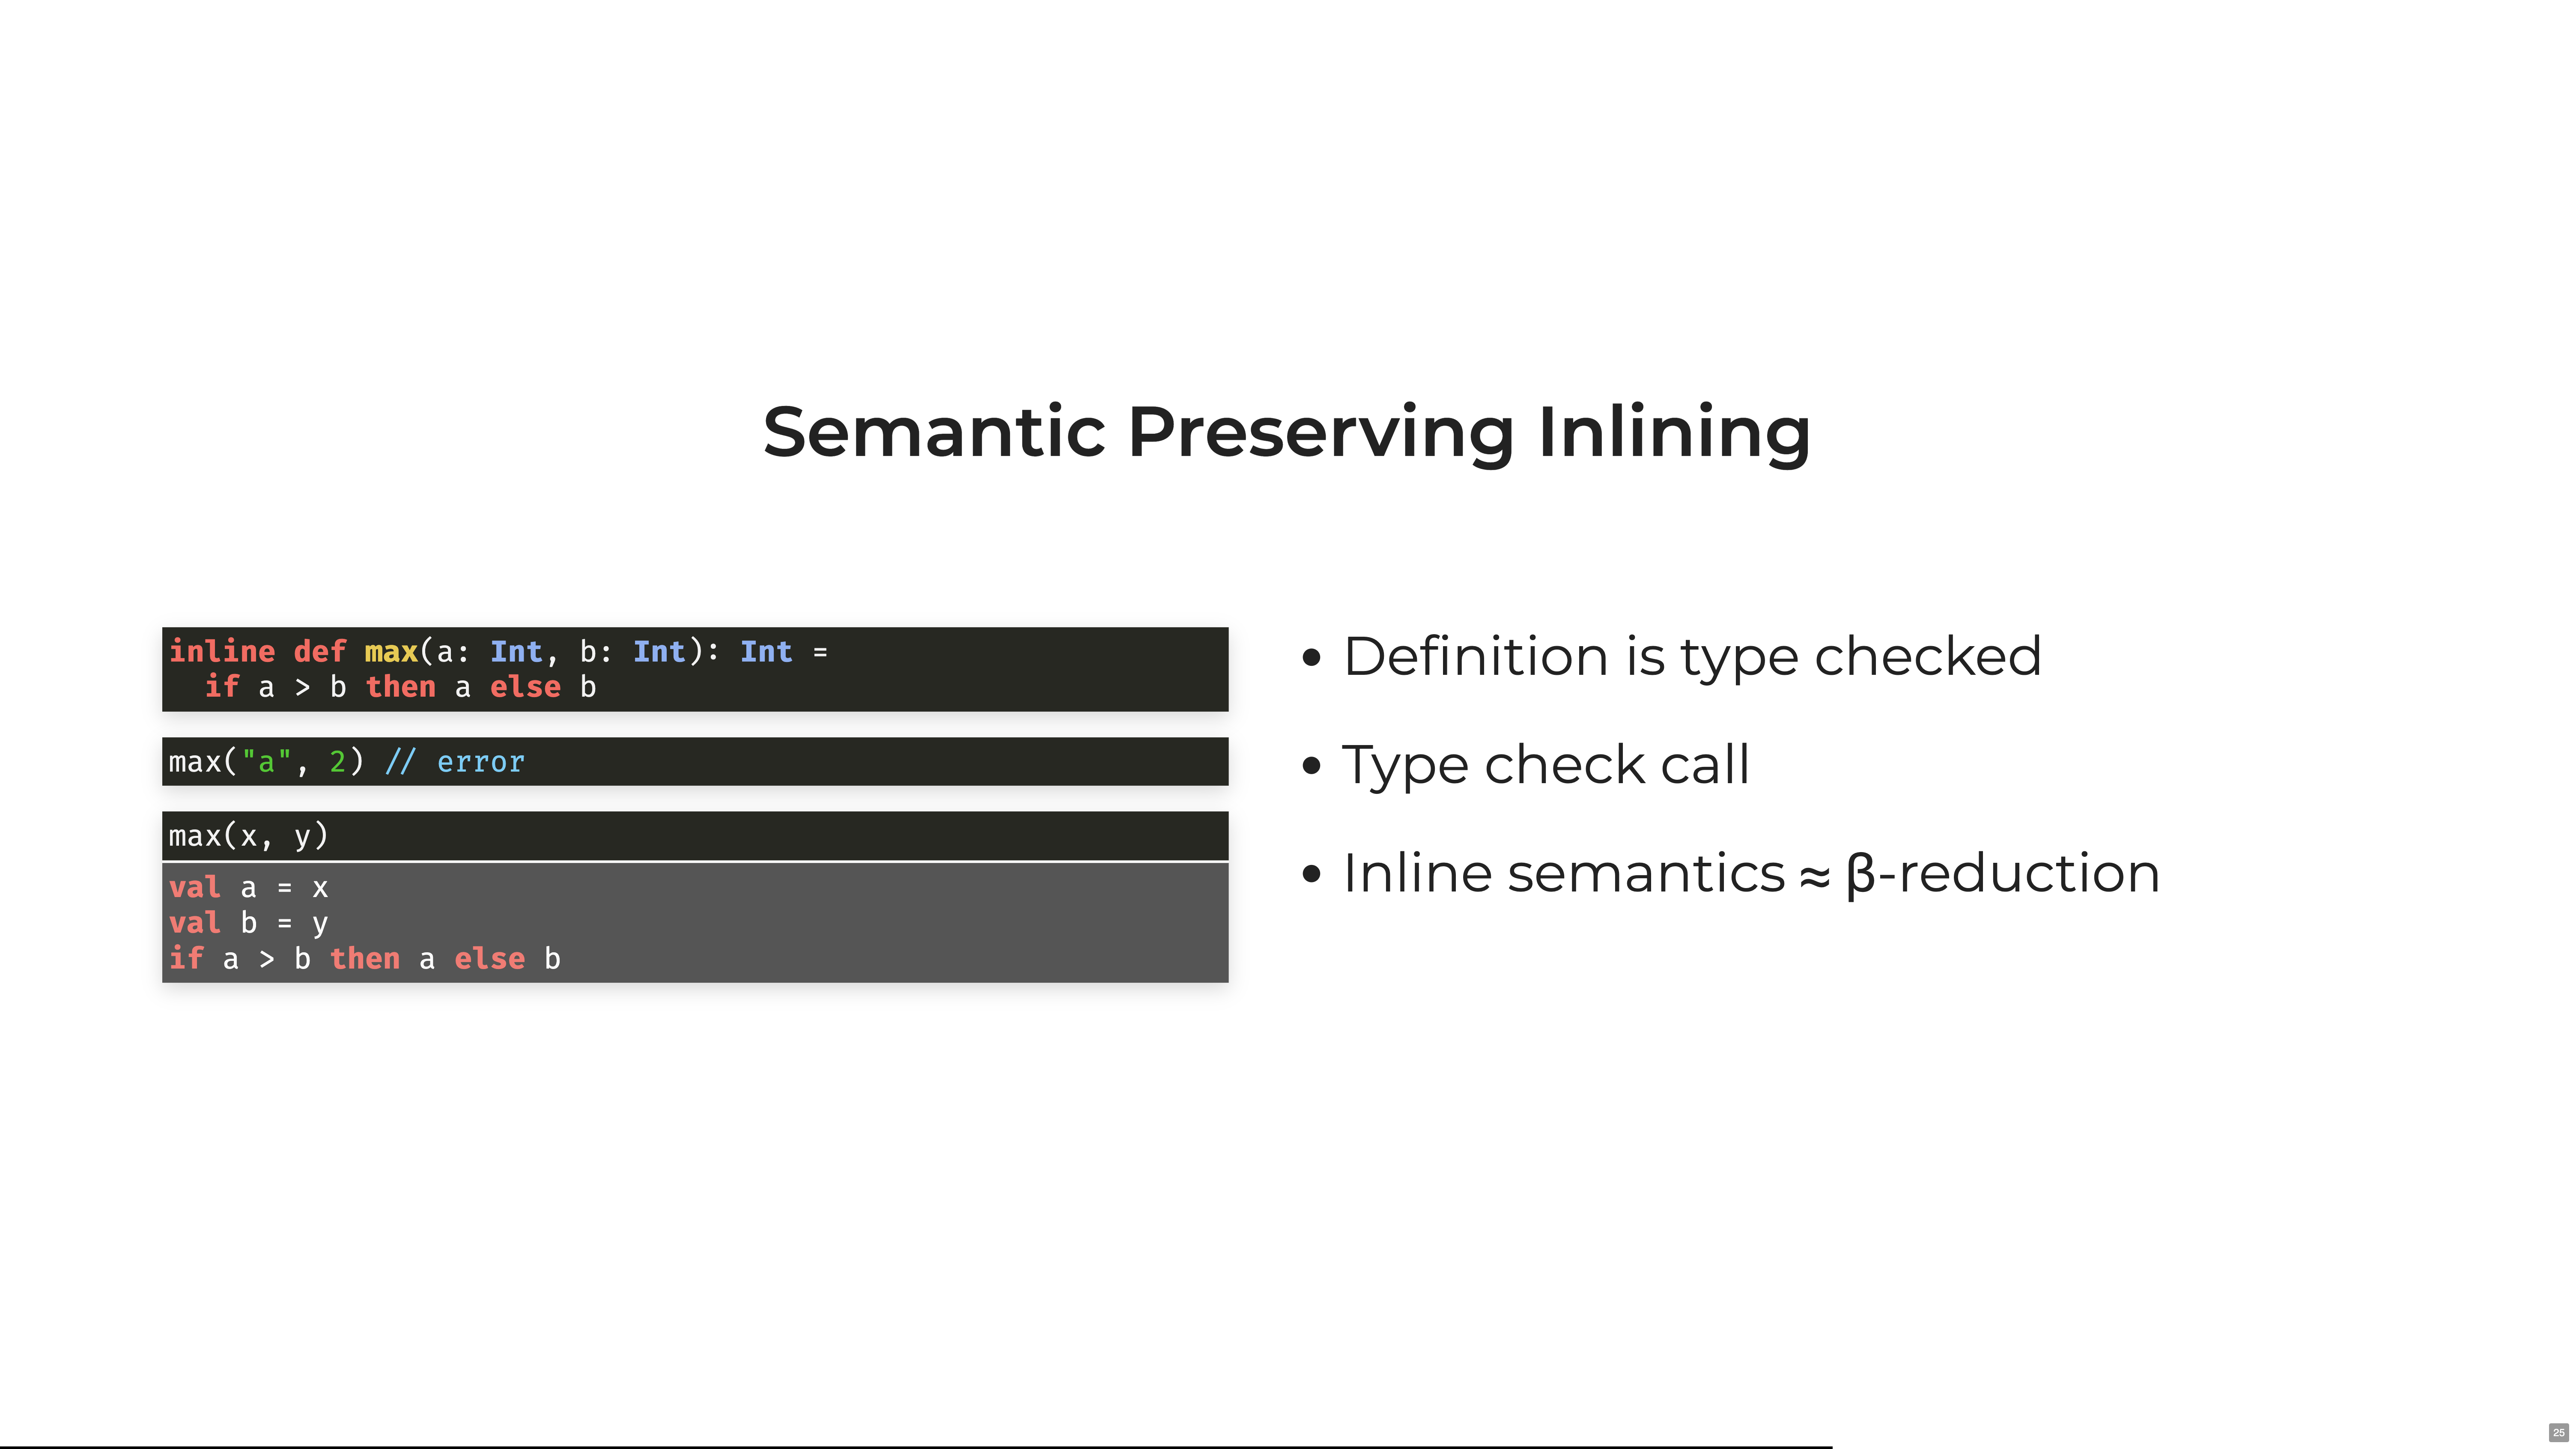 Semantic Preserving Inlining
inline def max(a: Int, b: Int): Int =
  if a > b then a else b
max("a", 2) // error
max(x, y)
val a = x
val b = y
if a > b then a else b
• Definition is type checked
• Type check call
• Inline semantics ≈ β-reduction
25